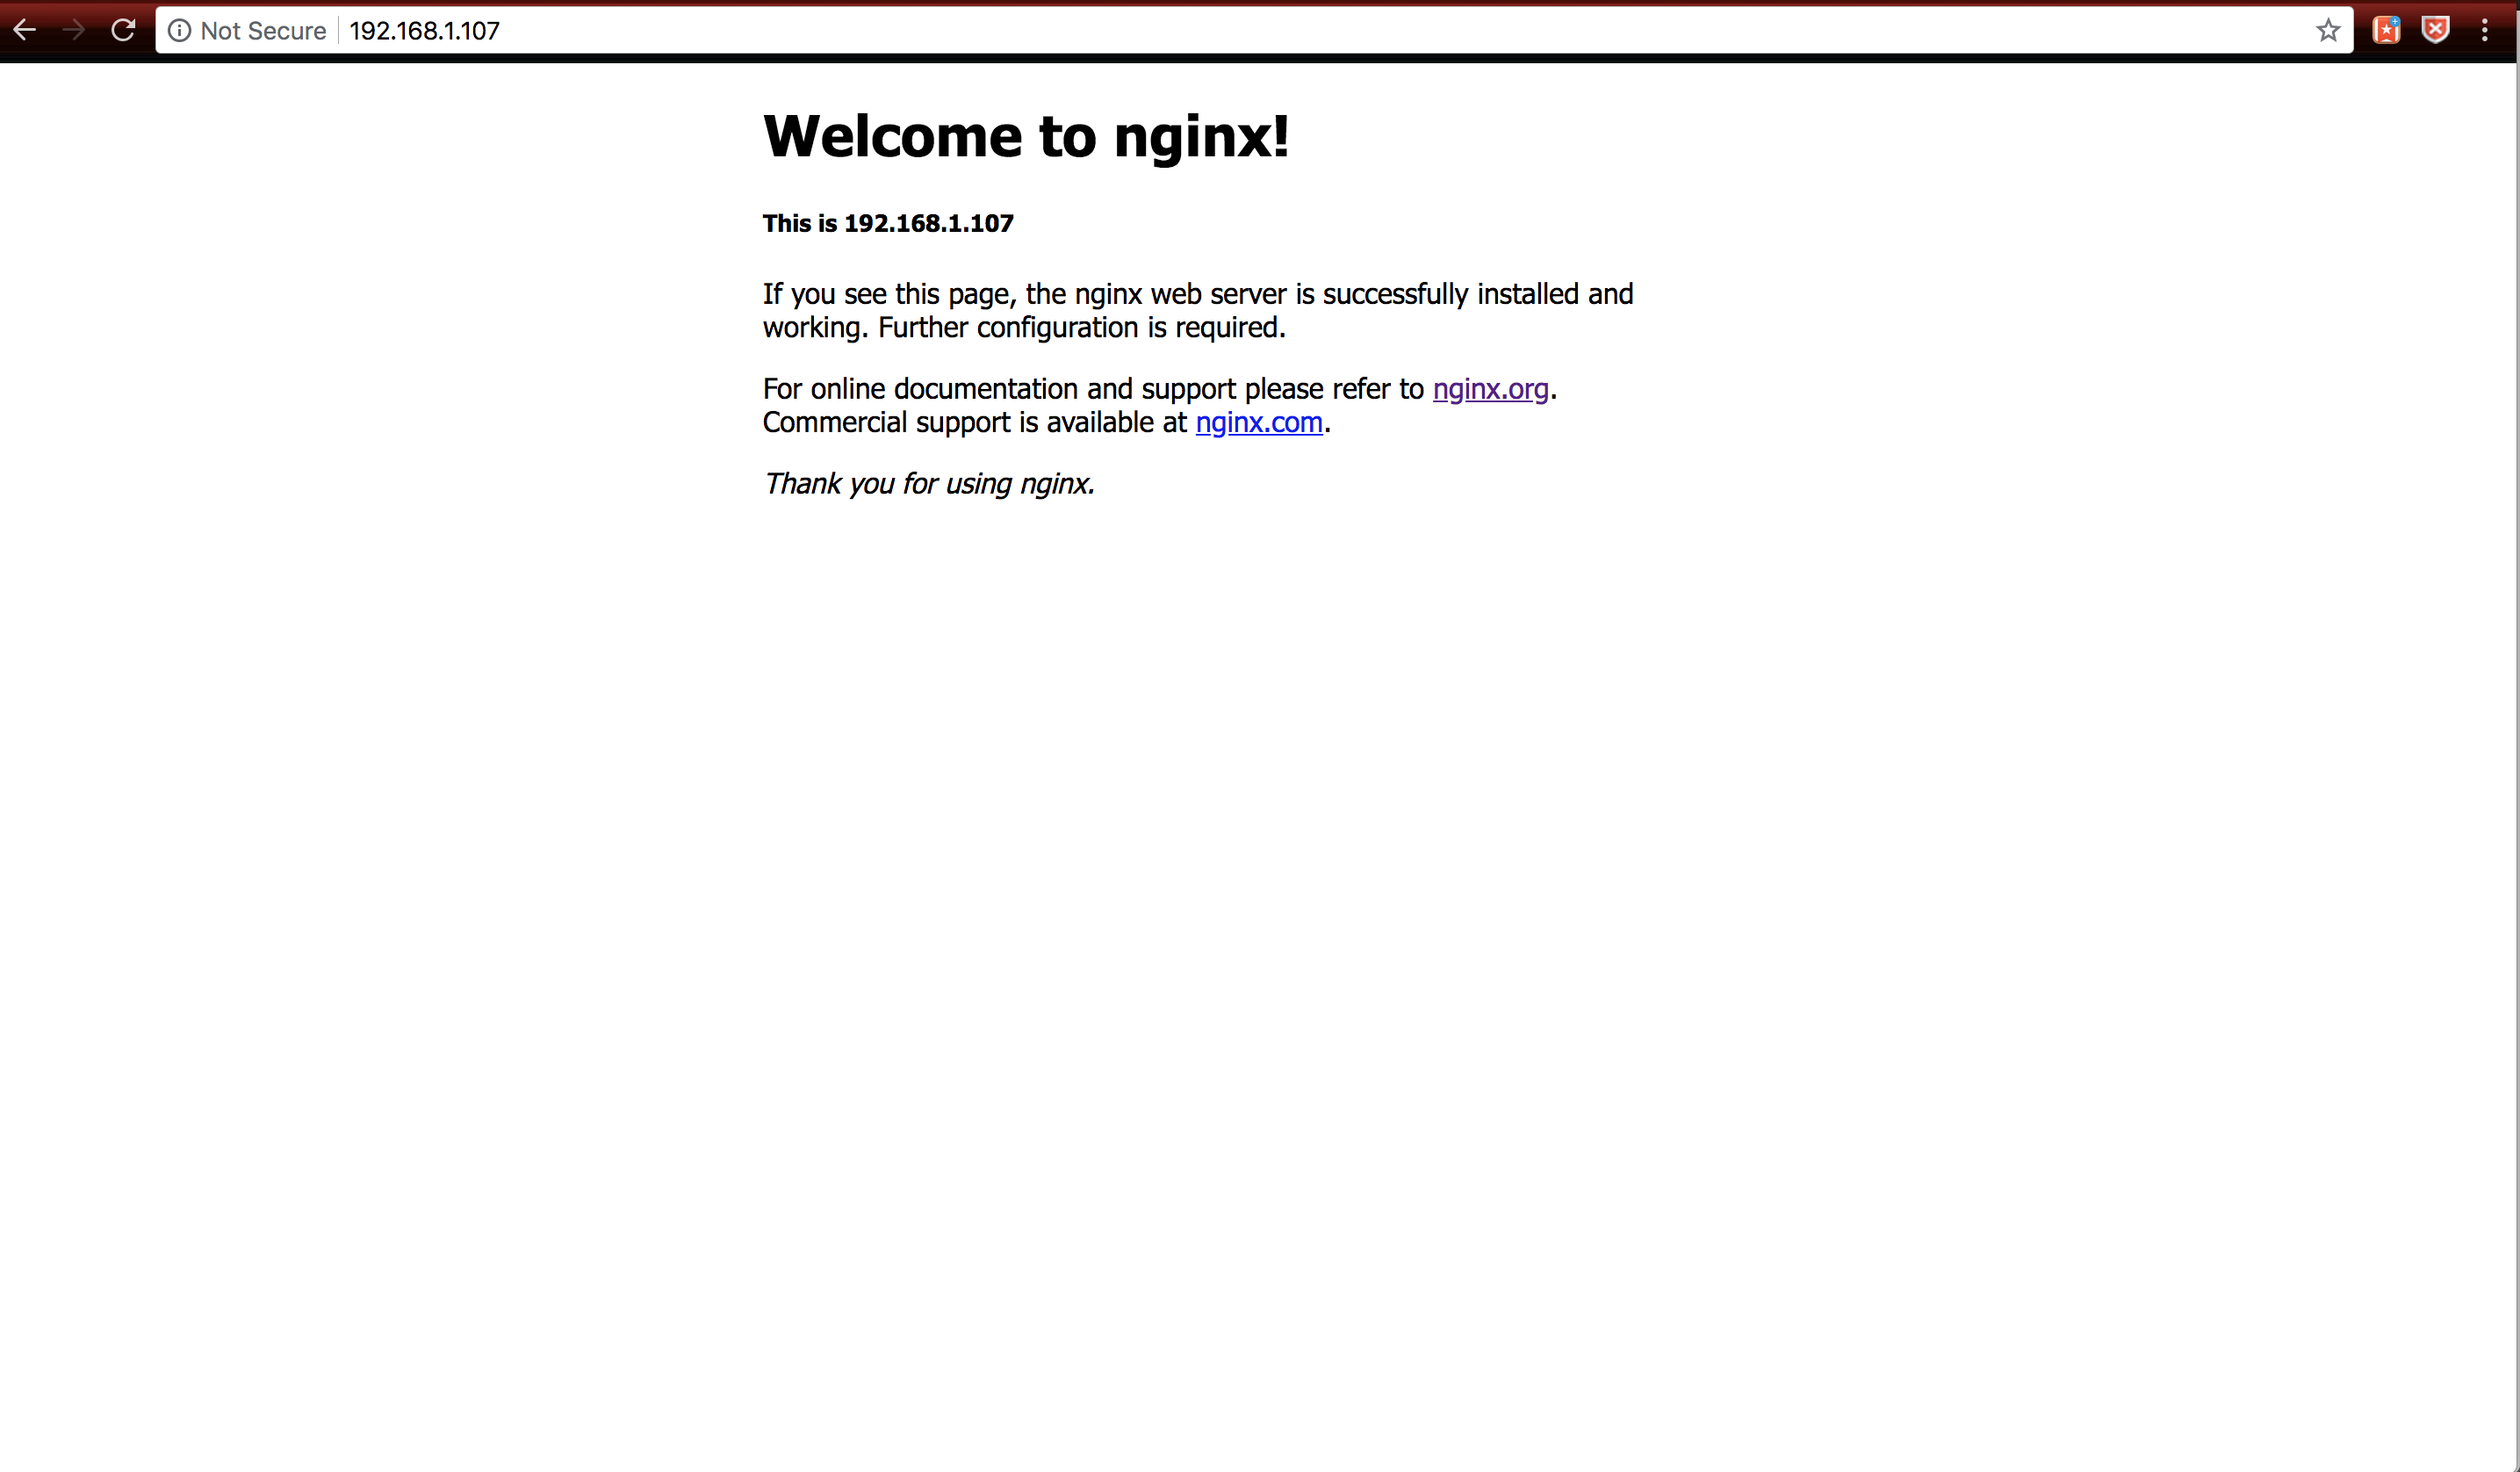 Not Secure 192.168.1.107
Welcome to nginx!
This is 192.168.1.107
If you see this page, the nginx web server is successfully installed and
working. Further configuration is required.
For online documentation and support please refer to nginx.org.
Commercial support is available at nginx.com.
Thank you for using nginx.